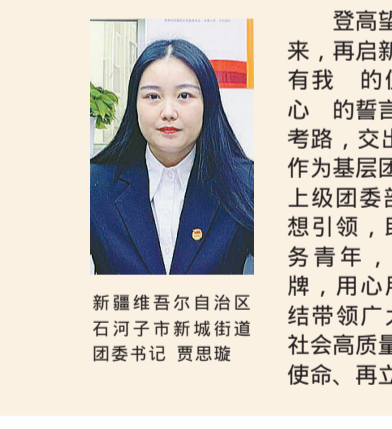 新疆维吾尔自治区
石河子市新城街道
团委书记 贾思璇
登高望
来，再启新
有我 的
心 的誓言
考路，交出
作为基层团
上级团委部
想引领，
务青年，
牌，用心用
结带领广大
社会高质量
使命、再立